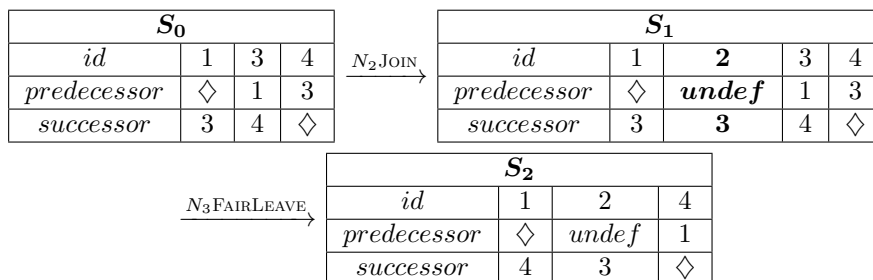 S₀ N₂JOIN S₁
id 1 3 4 id 1 2 3 4
predecessor ◇ 1 3 predecessor ◇ undef 1 3
successor 3 4 ◇ successor 3 3 4 ◇
N₃FAIRLEAVE S₂
id 1 2 4
predecessor ◇ undef 1
successor 4 3 ◇